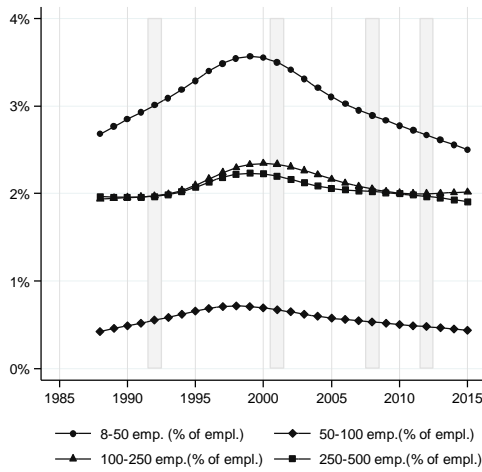 4%
3%
2%
1%
0%
1985 1990 1995 2000 2005 2010 2015
8-50 emp. (% of empl.) 50-100 emp.(% of empl.)
100-250 emp.(% of empl.) 250-500 emp.(% of empl.)